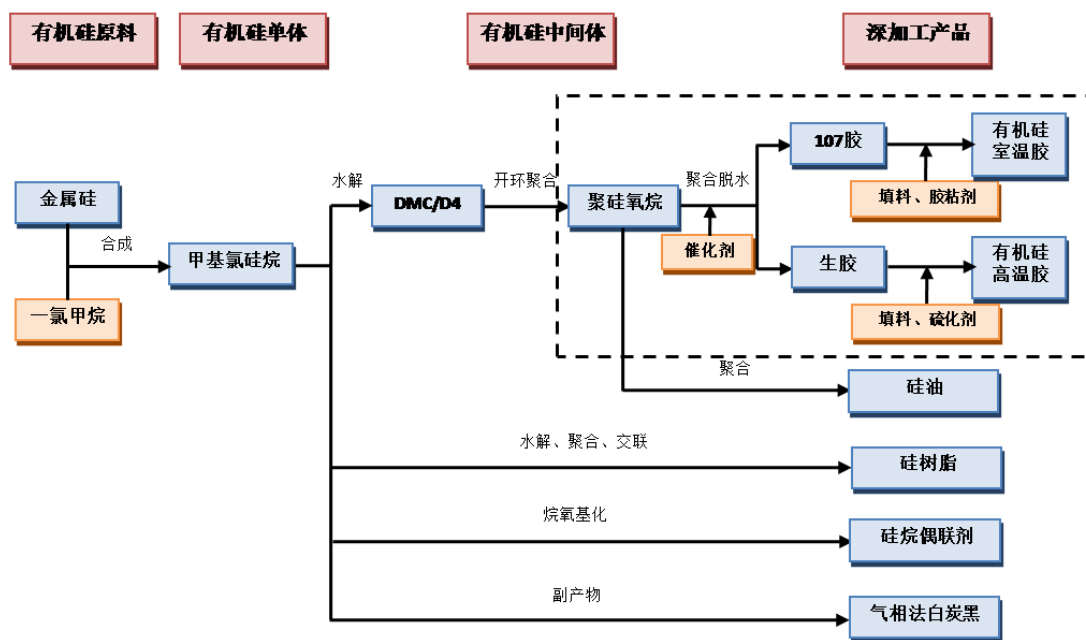 有机硅原料
有机硅单体
有机硅中间体
深加工产品
金属硅
合成
一氯甲烷
甲基氯硅烷
水解
DMC/D4
开环聚合
聚硅氧烷
聚合脱水
催化剂
107胶
填料、胶粘剂
有机硅
室温胶
生胶
填料、硫化剂
有机硅
高温胶
聚合
硅油
水解、聚合、交联
硅树脂
烷氧基化
硅烷偶联剂
副产物
气相法白炭黑